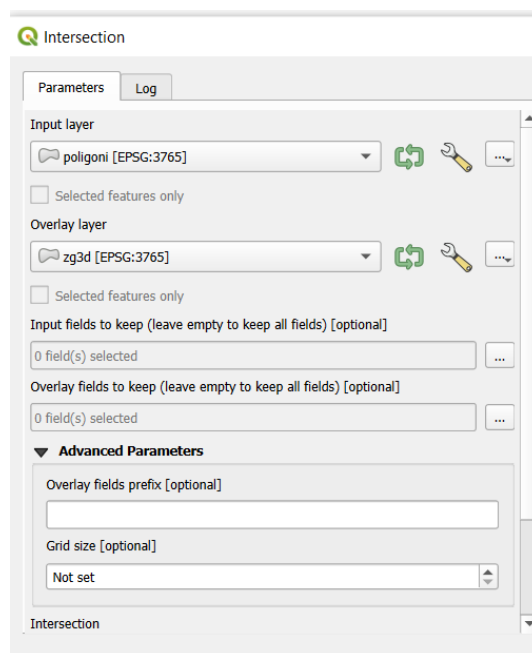 Intersection
Parameters
Log
Input layer
poligoni [EPSG:3765]
...
Selected features only
Overlay layer
zg3d [EPSG:3765]
...
Selected features only
Input fields to keep (leave empty to keep all fields) [optional]
0 field(s) selected
...
Overlay fields to keep (leave empty to keep all fields) [optional]
0 field(s) selected
...
Advanced Parameters
Overlay fields prefix [optional]
Grid size [optional]
Not set
Intersection